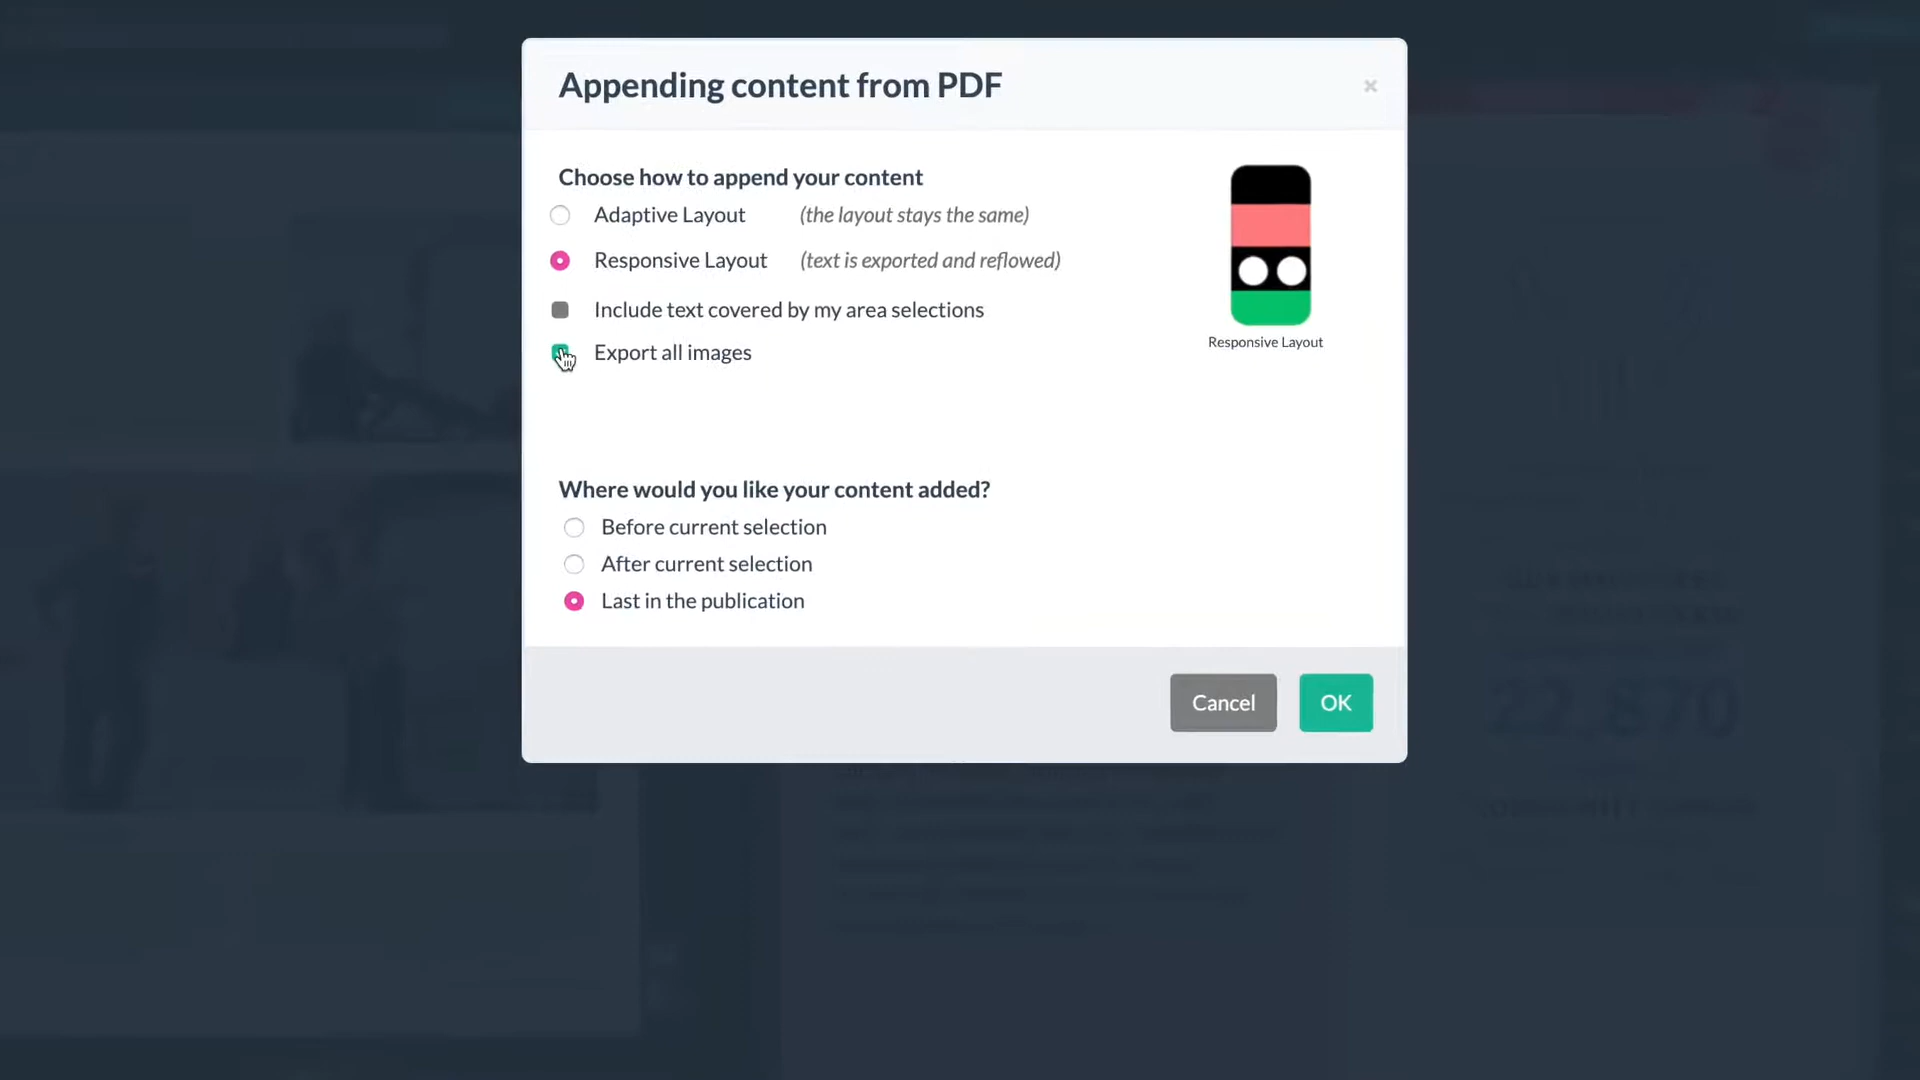 Appending content from PDF
×
Choose how to append your content
Adaptive Layout (the layout stays the same)
Responsive Layout (text is exported and reflowed)
Include text covered by my area selections
Export all images
Responsive Layout
Where would you like your content added?
Before current selection
After current selection
Last in the publication
Cancel OK
22,870